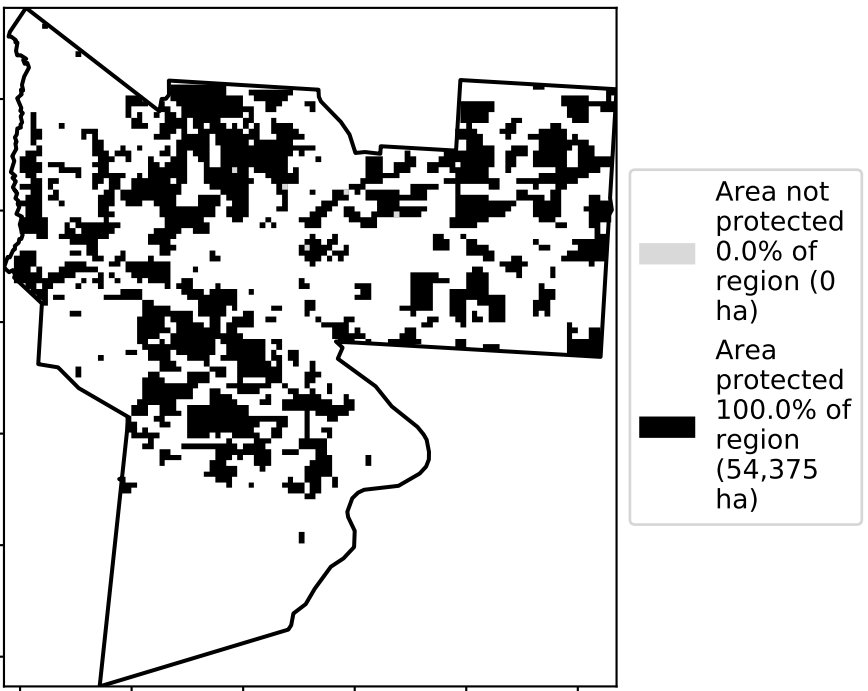 Area not
protected
0.0% of
region (0
ha)
Area
protected
100.0% of
region
(54,375
ha)